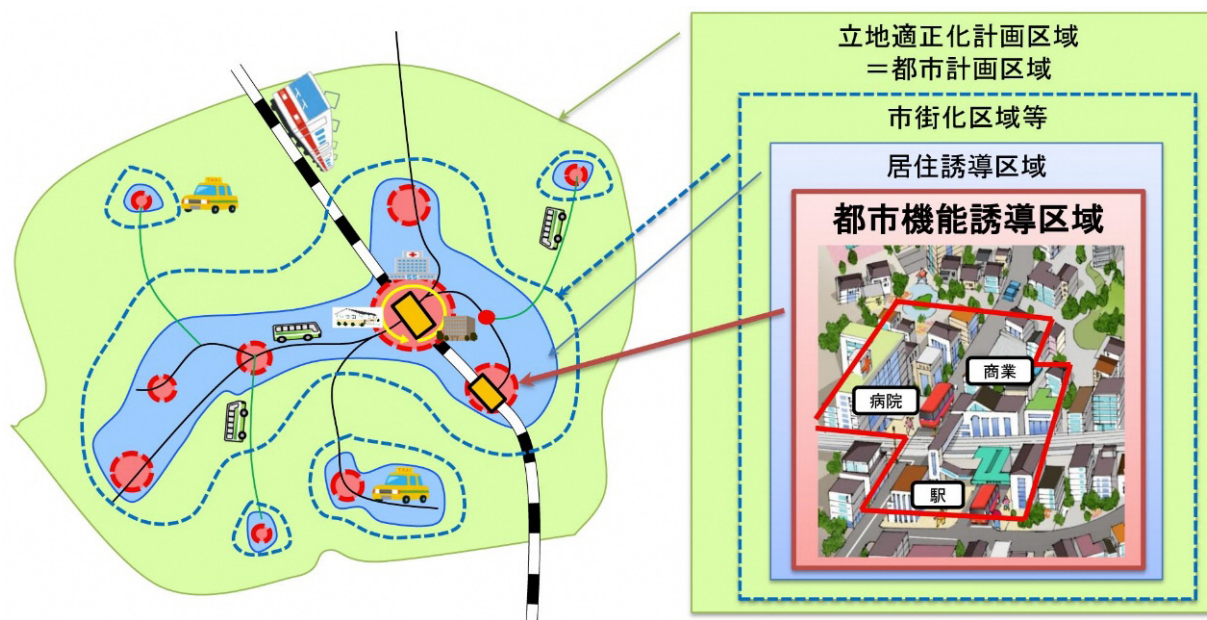 立地適正化計画区域
＝都市計画区域
市街化区域等
居住誘導区域
都市機能誘導区域
商業
病院
駅